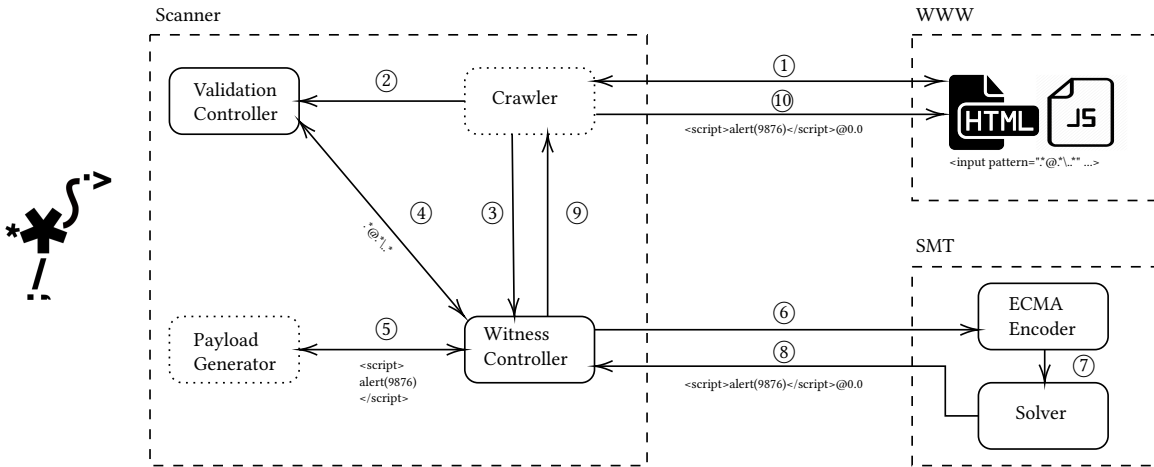 Scanner
WWW
Validation
Controller
②
Crawler
①
⑩
<script>alert(9876)</script>@0.0
HTML
JS
<input pattern=".*@.*\..*" ...>
④
.*@.*\..*
③
⑨
SMT
Payload
Generator
⑤
<script>
alert(9876)
</script>
Witness
Controller
⑥
⑧
<script>alert(9876)</script>@0.0
ECMA
Encoder
⑦
Solver